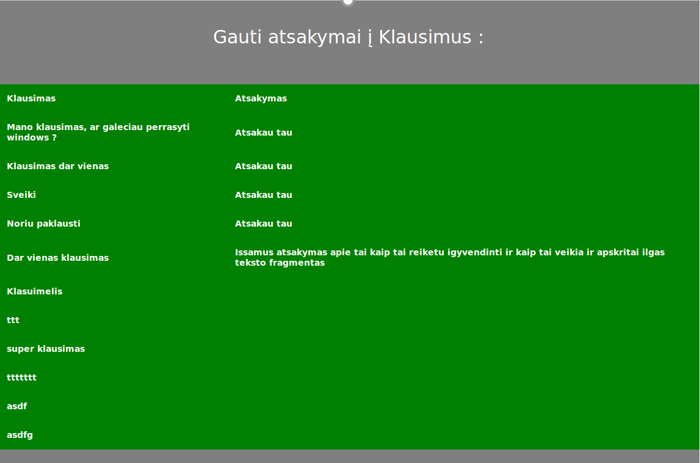 Gauti atsakymai į Klausimus :
Klausimas Atsakymas
Mano klausimas, ar galeciau perrasyti
windows ? Atsakau tau
Klausimas dar vienas Atsakau tau
Sveiki Atsakau tau
Noriu paklausti Atsakau tau
Dar vienas klausimas
Issamus atsakymas apie tai kaip tai reiketu igyvendinti ir kaip tai veikia ir apskritai ilgas
teksto fragmentas
Klasuimelis
ttt
super klausimas
ttttttt
asdf
asdfg